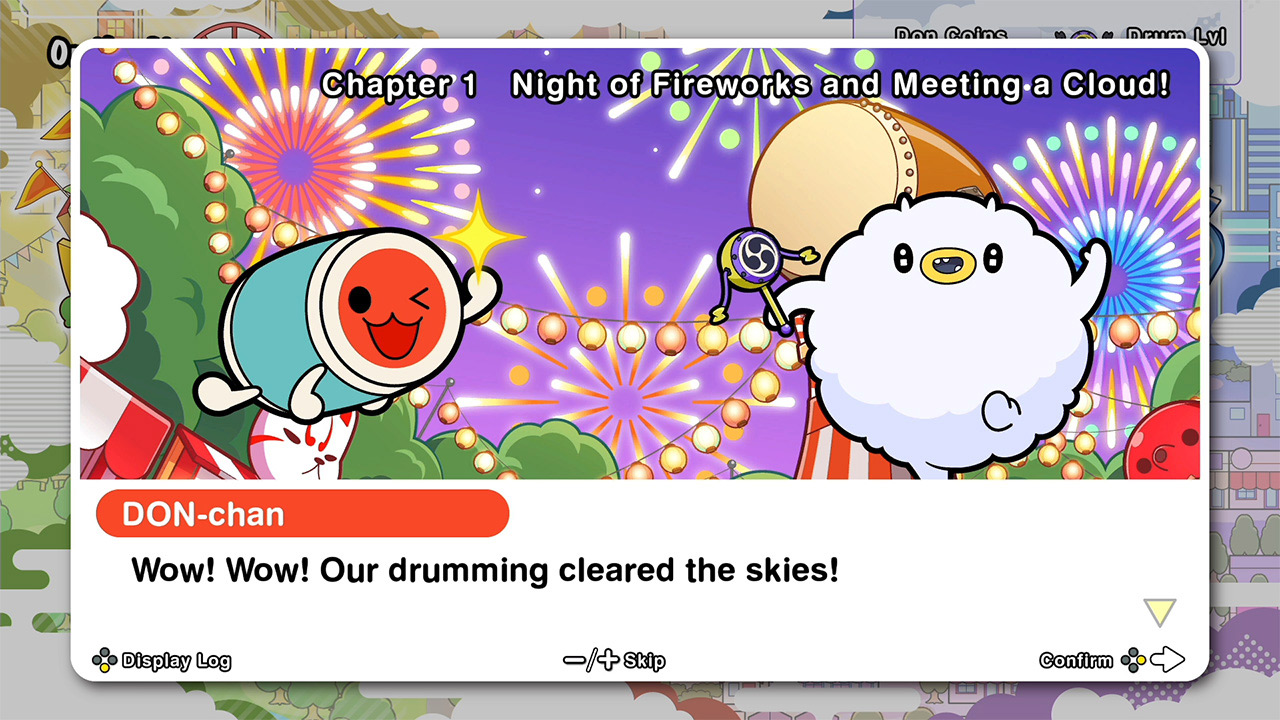 Don Coins
Drum Lvl
Chapter 1 Night of Fireworks and Meeting a Cloud!
DON-chan
Wow! Wow! Our drumming cleared the skies!
Display Log
−/+ Skip
Confirm